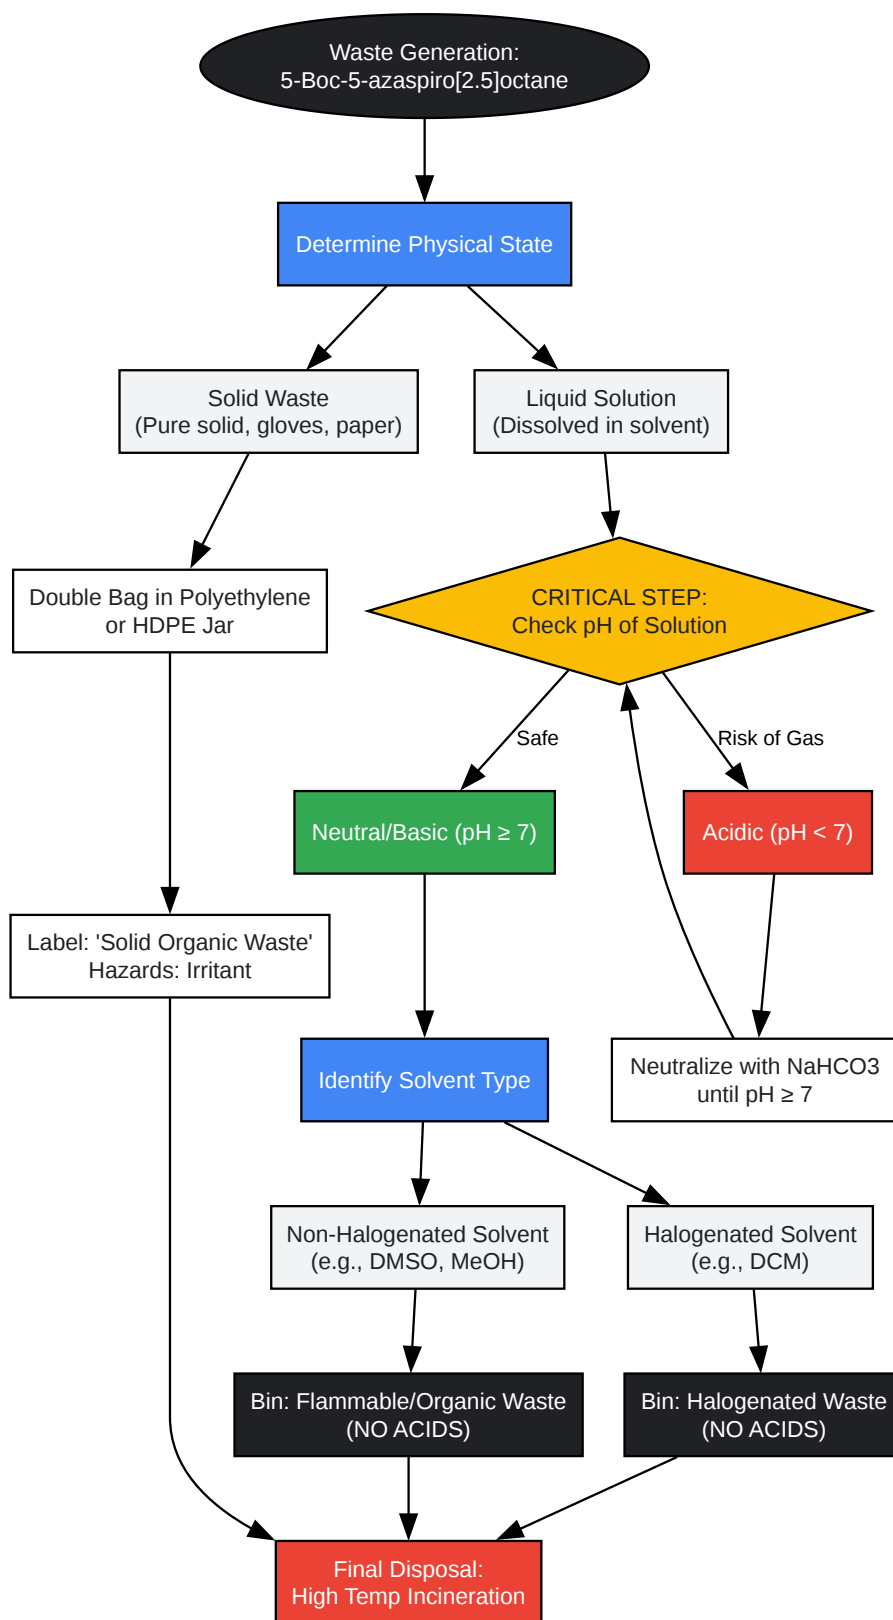 Waste Generation:
5-Boc-5-azaspiro[2.5]octane
Determine Physical State
Solid Waste
(Pure solid, gloves, paper)
Liquid Solution
(Dissolved in solvent)
Double Bag in Polyethylene
or HDPE Jar
CRITICAL STEP:
Check pH of Solution
Safe
Risk of Gas
Neutral/Basic (pH ≥ 7)
Acidic (pH < 7)
Label: 'Solid Organic Waste'
Hazards: Irritant
Identify Solvent Type
Neutralize with NaHCO3
until pH ≥ 7
Non-Halogenated Solvent
(e.g., DMSO, MeOH)
Halogenated Solvent
(e.g., DCM)
Bin: Flammable/Organic Waste
(NO ACIDS)
Bin: Halogenated Waste
(NO ACIDS)
Final Disposal:
High Temp Incineration